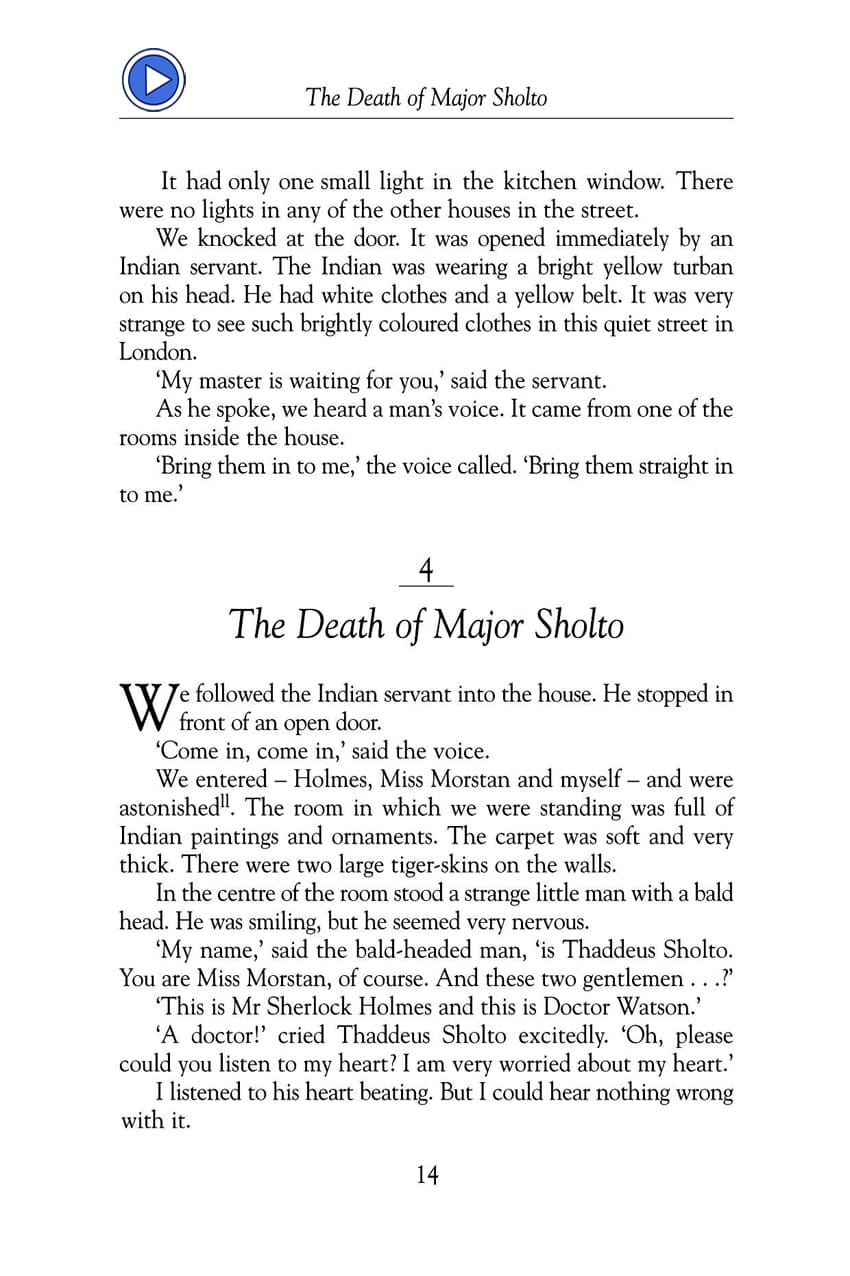 The Death of Major Sholto
It had only one small light in the kitchen window. There
were no lights in any of the other houses in the street.
We knocked at the door. It was opened immediately by an
Indian servant. The Indian was wearing a bright yellow turban
on his head. He had white clothes and a yellow belt. It was very
strange to see such brightly coloured clothes in this quiet street in
London.
‘My master is waiting for you,’ said the servant.
As he spoke, we heard a man’s voice. It came from one of the
rooms inside the house.
‘Bring them in to me,’ the voice called. ‘Bring them straight in
to me.’
4
The Death of Major Sholto
We followed the Indian servant into the house. He stopped in
front of an open door.
‘Come in, come in,’ said the voice.
We entered – Holmes, Miss Morstan and myself – and were
astonishedll. The room in which we were standing was full of
Indian paintings and ornaments. The carpet was soft and very
thick. There were two large tiger-skins on the walls.
In the centre of the room stood a strange little man with a bald
head. He was smiling, but he seemed very nervous.
‘My name,’ said the bald-headed man, ‘is Thaddeus Sholto.
You are Miss Morstan, of course. And these two gentlemen . . .?’
‘This is Mr Sherlock Holmes and this is Doctor Watson.’
‘A doctor!’ cried Thaddeus Sholto excitedly. ‘Oh, please
could you listen to my heart? I am very worried about my heart.’
I listened to his heart beating. But I could hear nothing wrong
with it.
14